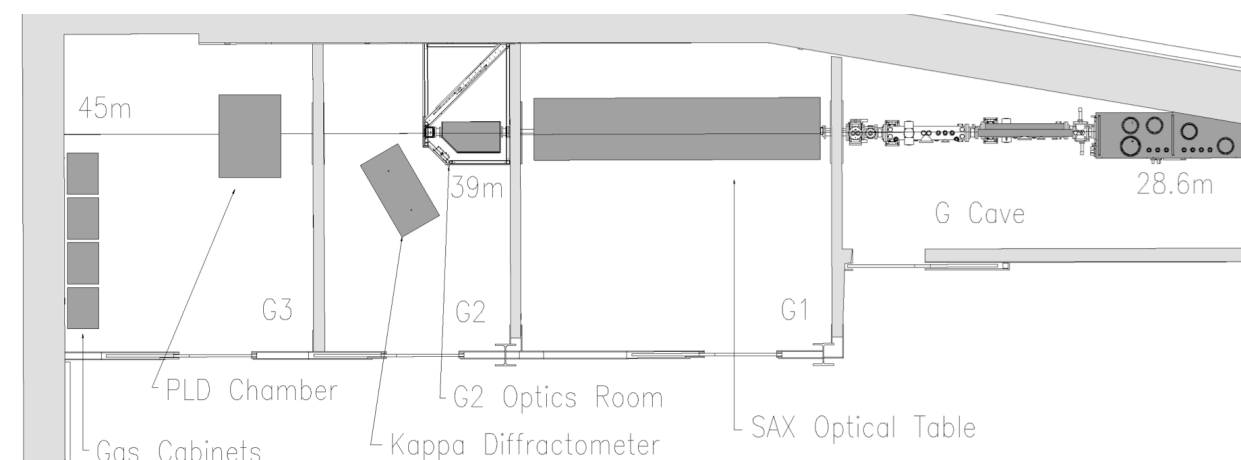 45m
39m
28.6m
G Cave
G3
G2
G1
PLD Chamber
G2 Optics Room
SAX Optical Table
Kappa Diffractometer
Gas Cabinets